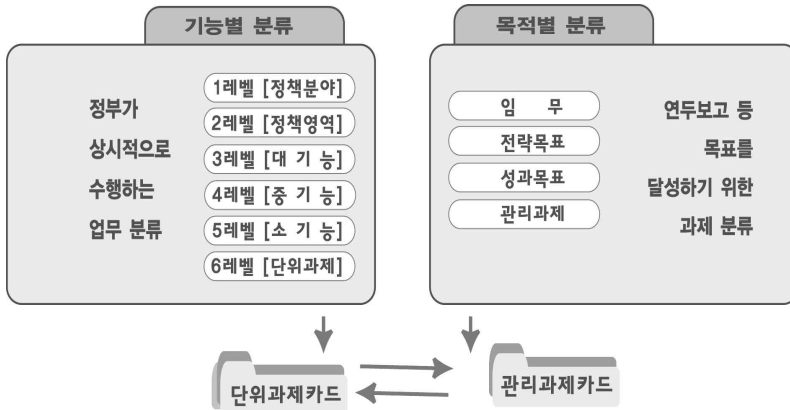 기능별 분류
정부가
상시적으로
수행하는
업무 분류
1레벨 [정책분야]
2레벨 [정책영역]
3레벨 [대 기 능]
4레벨 [중 기 능]
5레벨 [소 기 능]
6레벨 [단위과제]
목적별 분류
임 무
전략목표
성과목표
관리과제
연두보고 등
목표를
달성하기 위한
과제 분류
단위과제카드
관리과제카드